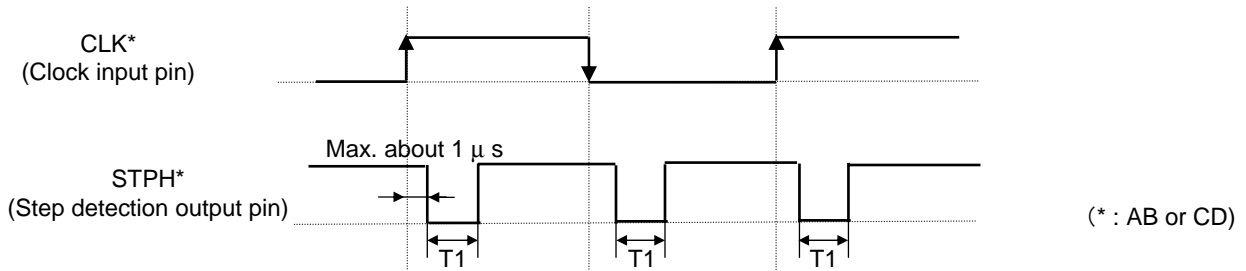 CLK*
(Clock input pin)
Max. about 1 μ s
STPH*
(Step detection output pin)
(* : AB or CD)
T1
T1
T1